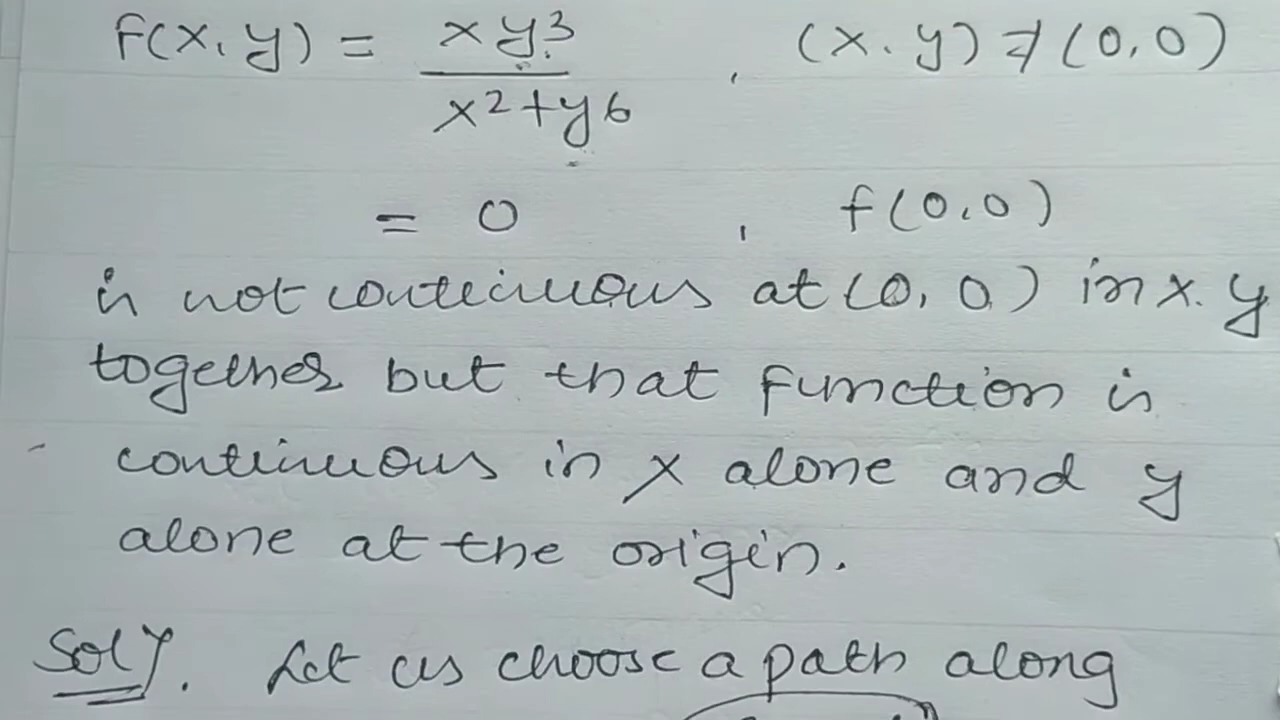 f(x,y) = xy3 / x2+y6 , (x.y) ≠ (0,0)
= 0 , f(0,0)
is not continuous at (0,0) in x.y
together but that function is
continuous in x alone and y
alone at the origin.
Soln. Let us choose a path along